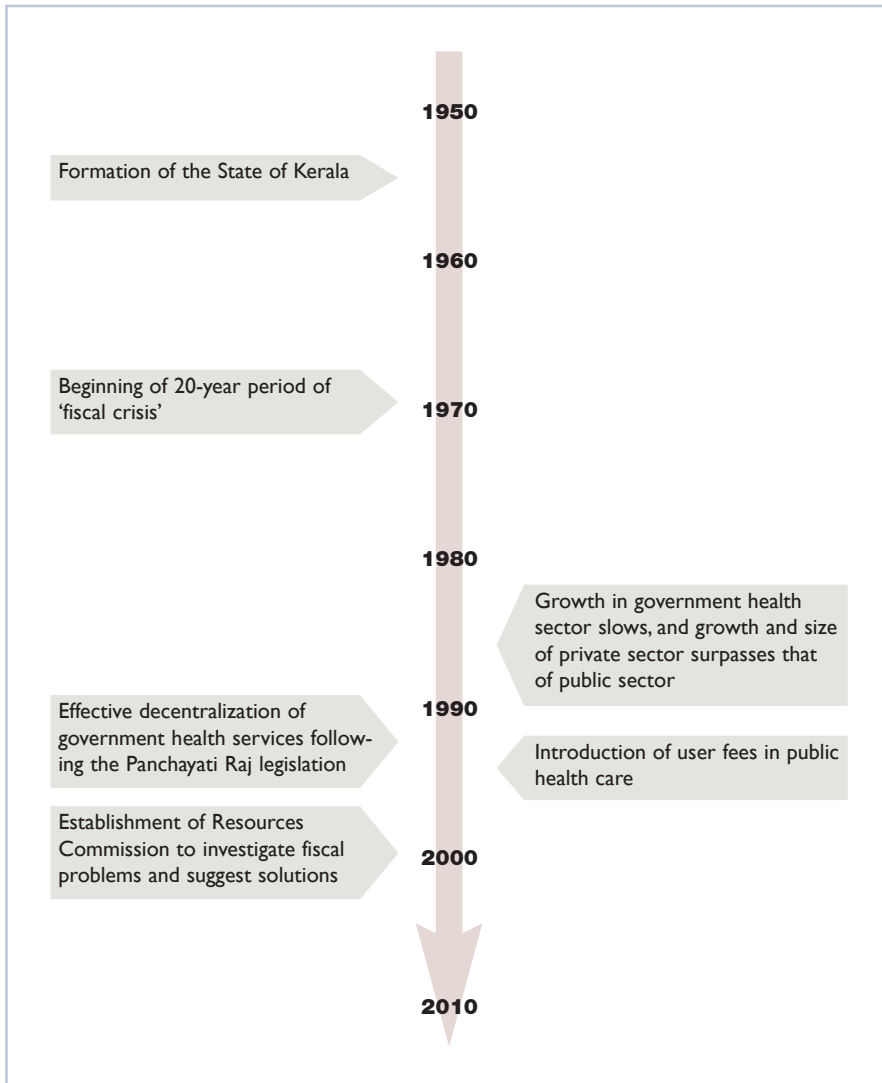 1950
Formation of the State of Kerala
1960
Beginning of 20-year period of
‘fiscal crisis’
1970
1980
Growth in government health
sector slows, and growth and size
of private sector surpasses that
of public sector
1990
Effective decentralization of
government health services follow-
ing the Panchayati Raj legislation
Introduction of user fees in public
health care
Establishment of Resources
Commission to investigate fiscal
problems and suggest solutions
2000
2010